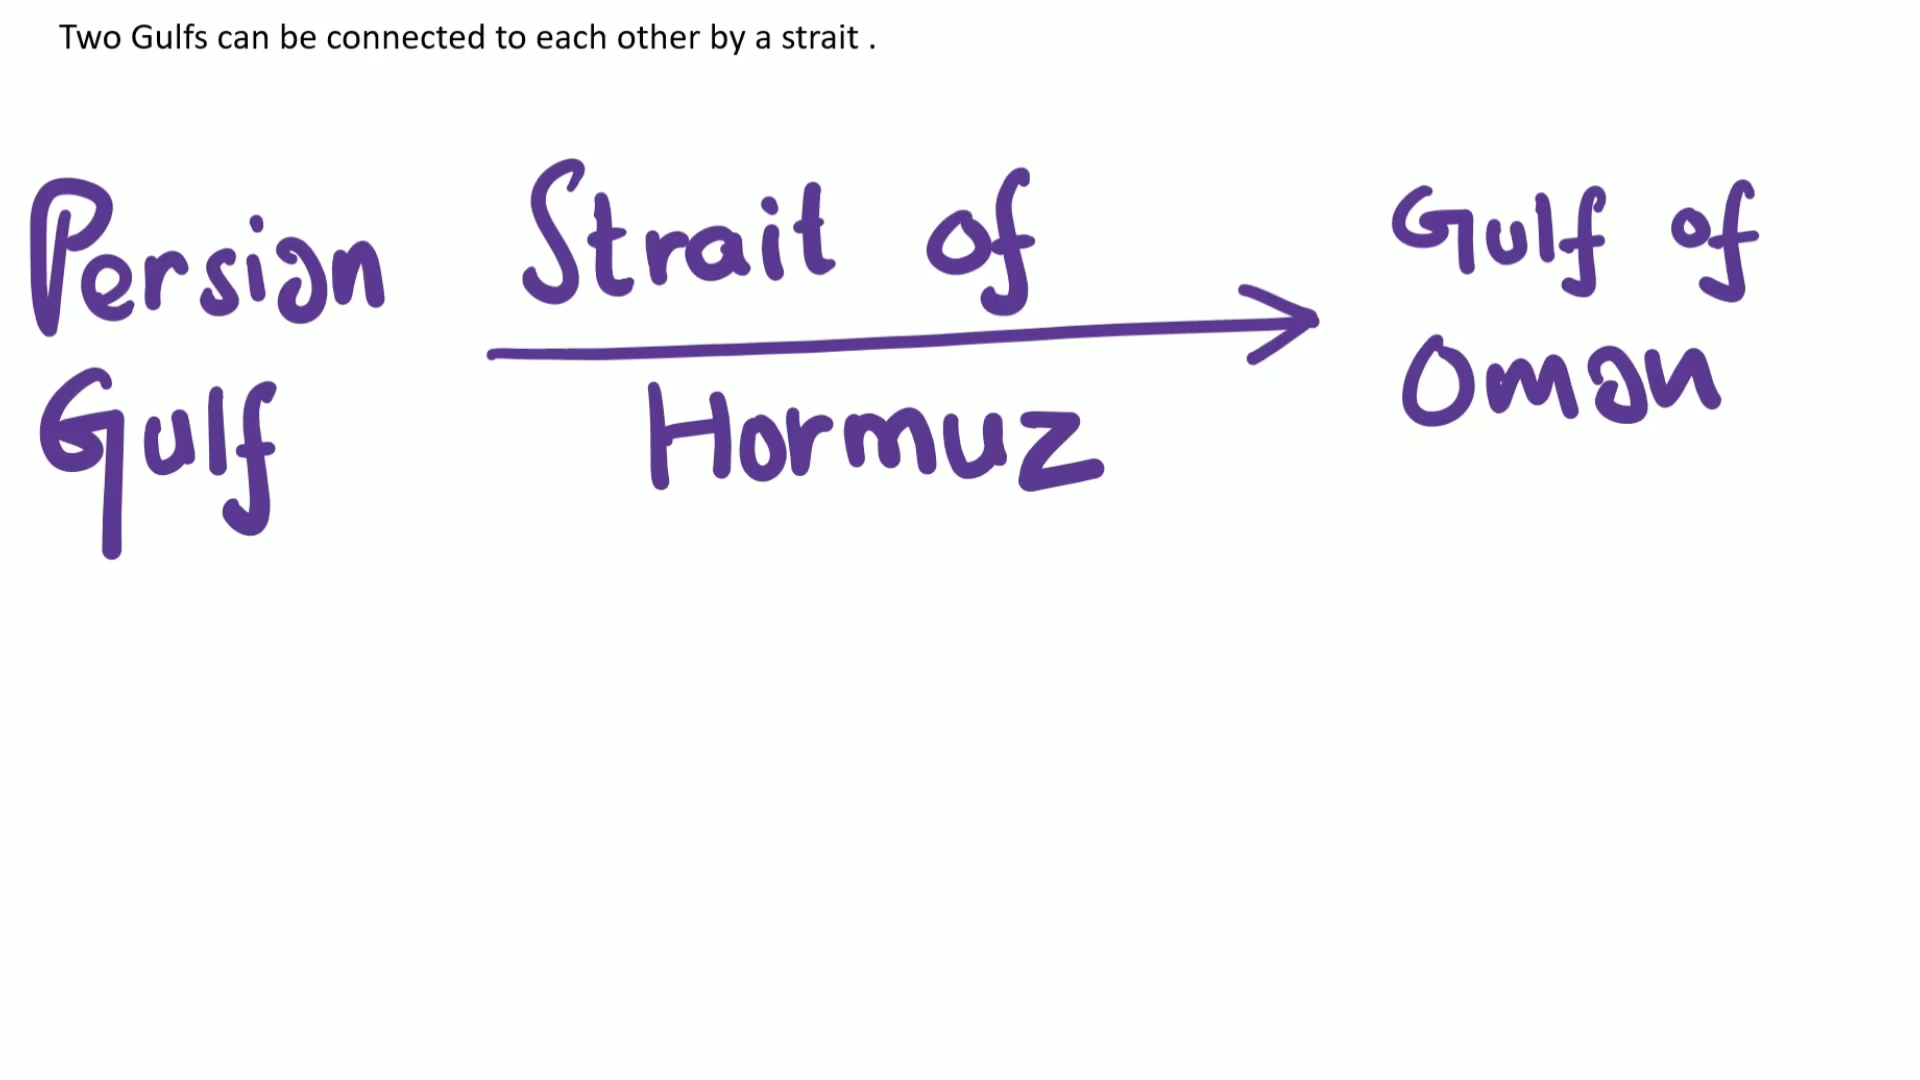 Two Gulfs can be connected to each other by a strait .
Persian
Gulf
Strait of
Hormuz
Gulf of
Oman